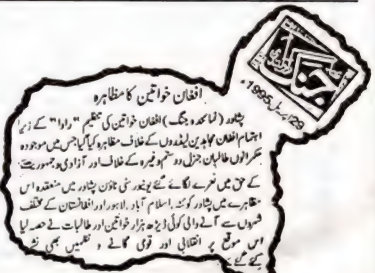 جنگ
راولپنڈی
29 اپریل 1995ء
افغان خواتین کا مظاہرہ
پشاور (نمائندہ جنگ) افغان خواتین کی تنظیم "راوا" کے زیر
اہتمام افغان مجاہدین لیڈروں کے خلاف مظاہرہ کیا گیا جس میں موجودہ
حکمرانوں طالبان جنرل دوستم وغیرہ کے خلاف اور آزادی و جمہوریت
کے حق میں نعرے لگائے گئے یونیورسٹی ٹاؤن پشاور میں منعقدہ اس
مظاہرے میں پشاور کوئٹہ، اسلام آباد، لاہور اور افغانستان کے مختلف
شہروں سے آنے والی کوئی ڈیڑھ ہزار خواتین اور طالبات نے حصہ لیا
اس موقع پر انقلابی اور قومی گانے و نظمیں بھی نشر
کئے گئے